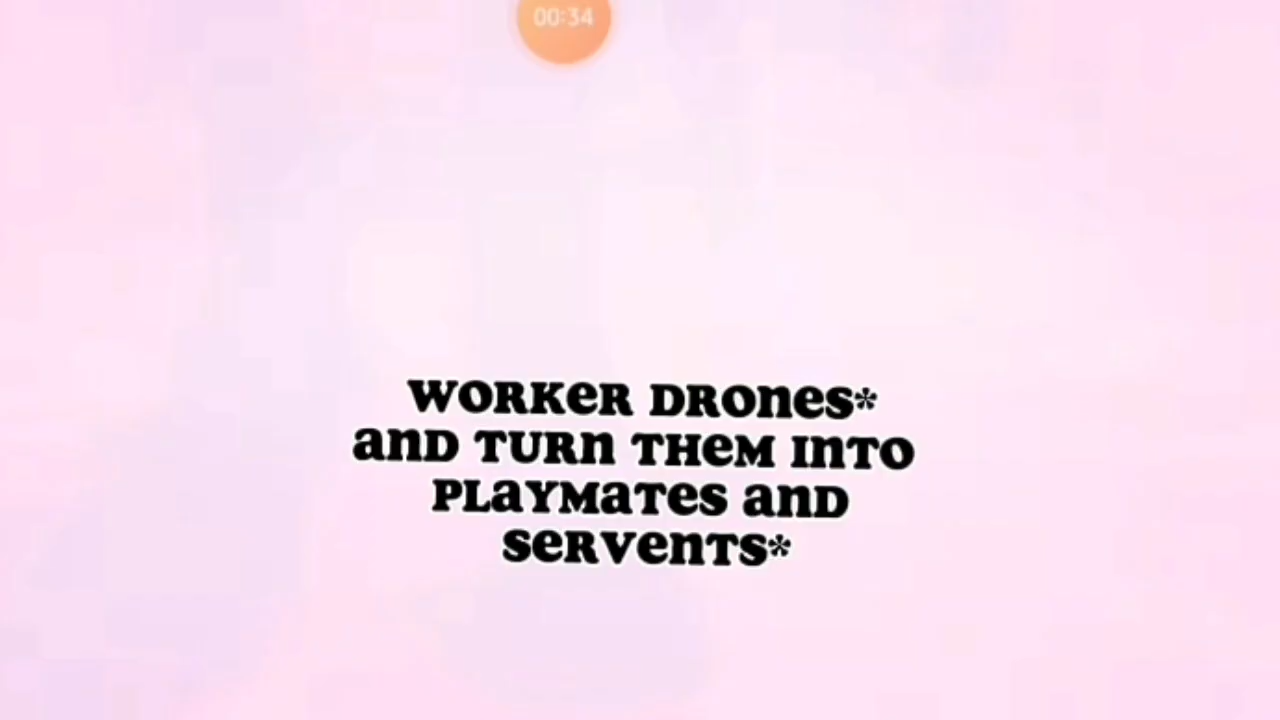 00:34
WORKER DRONES*
AND TURN THEM INTO
PLAYMATES AND
SERVENTS*